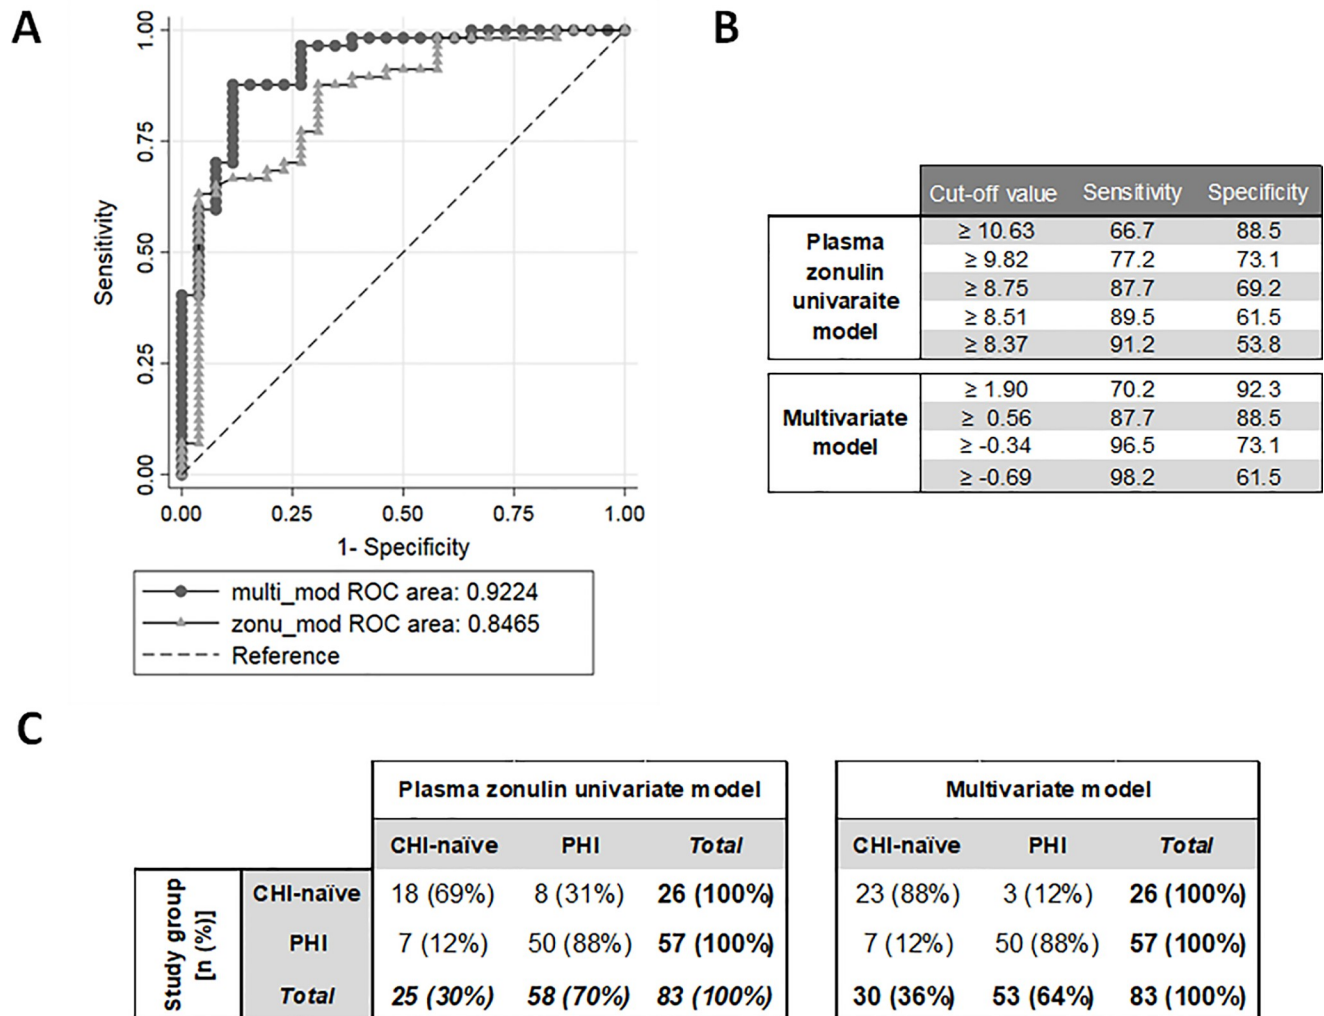 A
1.00
0.75
0.50
0.25
0.00
Sensitivity
0.00 0.25 0.50 0.75 1.00
1- Specificity
multi_mod ROC area: 0.9224
zonu_mod ROC area: 0.8465
Reference
B
Cut-off value Sensitivity Specificity
Plasma zonulin univaraite model
≥ 10.63 66.7 88.5
≥ 9.82 77.2 73.1
≥ 8.75 87.7 69.2
≥ 8.51 89.5 61.5
≥ 8.37 91.2 53.8
Multivariate model
≥ 1.90 70.2 92.3
≥ 0.56 87.7 88.5
≥ -0.34 96.5 73.1
≥ -0.69 98.2 61.5
C
Plasma zonulin univariate model Multivariate model
CHI-naïve PHI Total CHI-naïve PHI Total
Study group
[n (%)]
CHI-naïve 18 (69%) 8 (31%) 26 (100%) 23 (88%) 3 (12%) 26 (100%)
PHI 7 (12%) 50 (88%) 57 (100%) 7 (12%) 50 (88%) 57 (100%)
Total 25 (30%) 58 (70%) 83 (100%) 30 (36%) 53 (64%) 83 (100%)